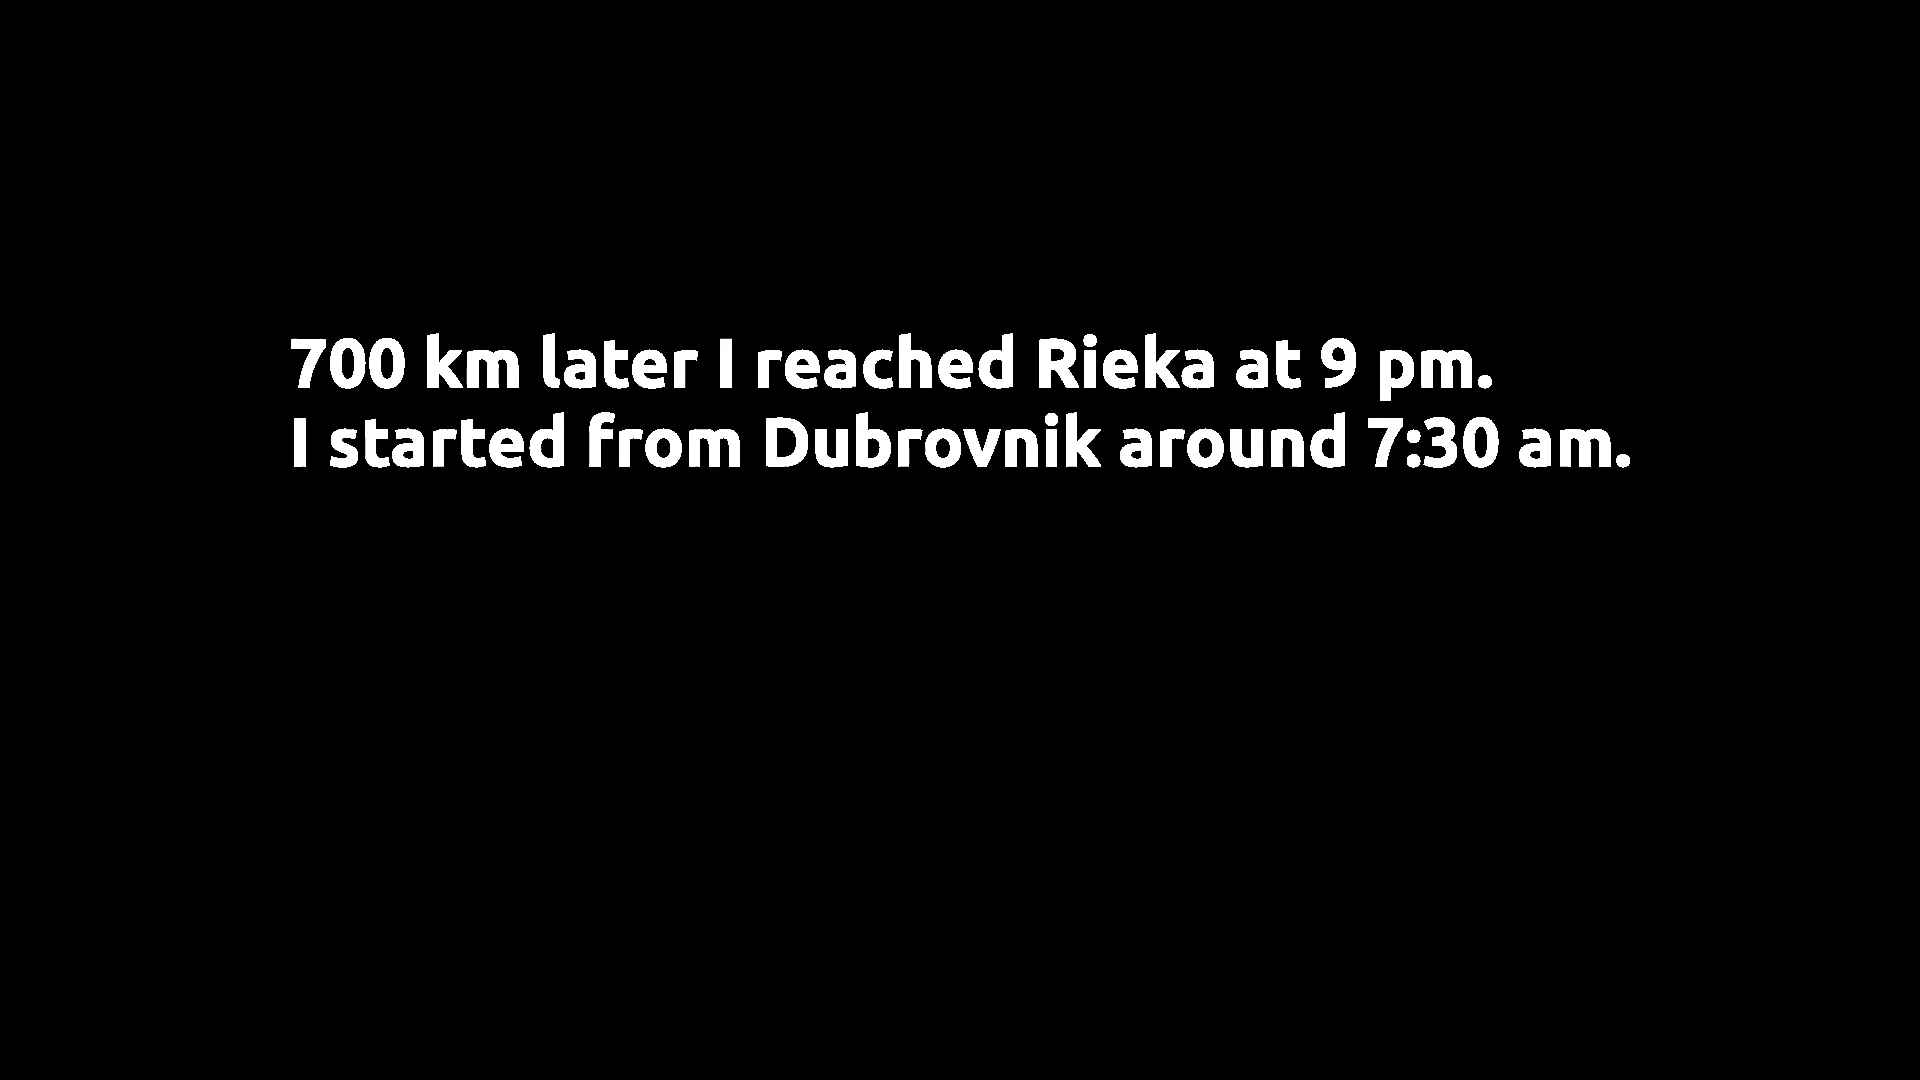 700 km later I reached Rieka at 9 pm.
I started from Dubrovnik around 7:30 am.